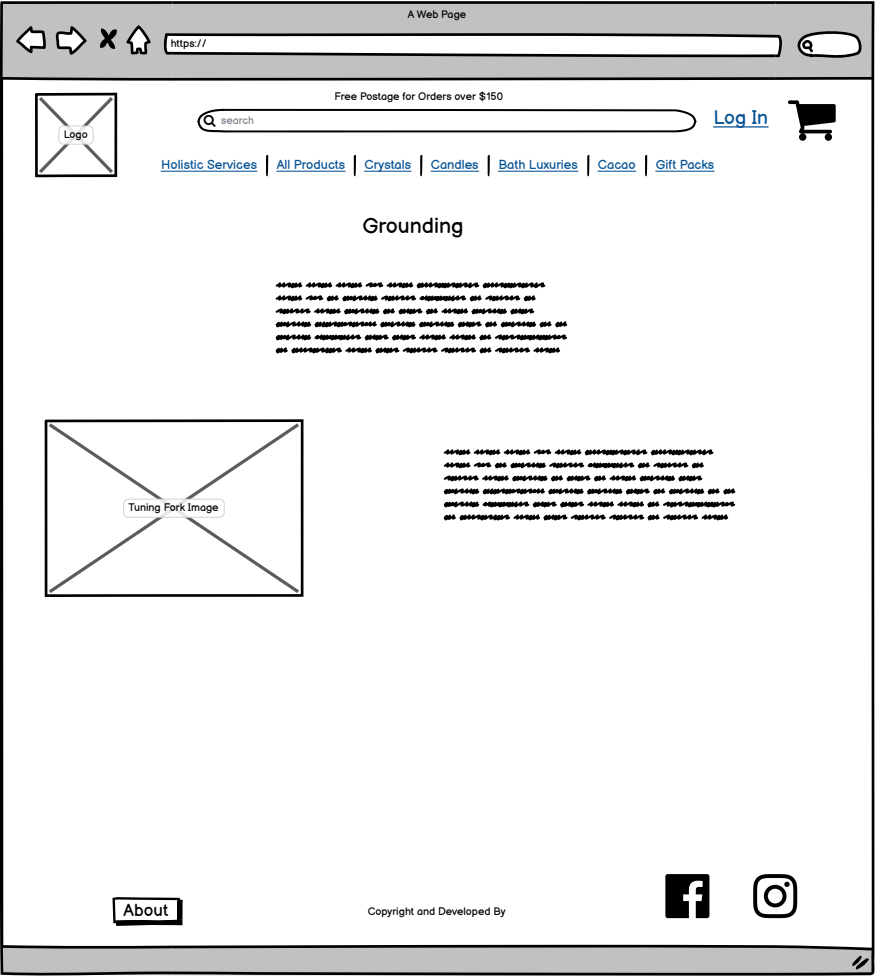 A Web Page
https://
Free Postage for Orders over $150
Logo
search
Log In
Holistic Services All Products Crystals Candles Bath Luxuries Cacao Gift Packs
Grounding
Tuning Fork Image
About
Copyright and Developed By